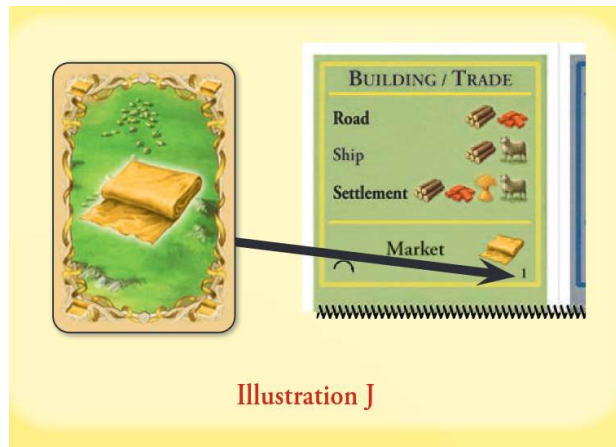 BUILDING / TRADE
Road
Ship
Settlement
Market
1
Illustration J